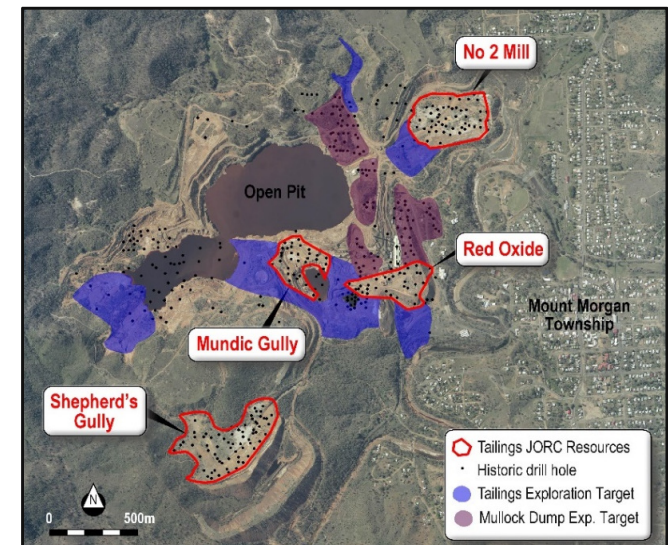 No 2 Mill
Open Pit
Red Oxide
Mount Morgan
Township
Mundic Gully
Shepherd's
Gully
Tailings JORC Resources
Historic drill hole
Tailings Exploration Target
Mullock Dump Exp. Target
N
0 500m